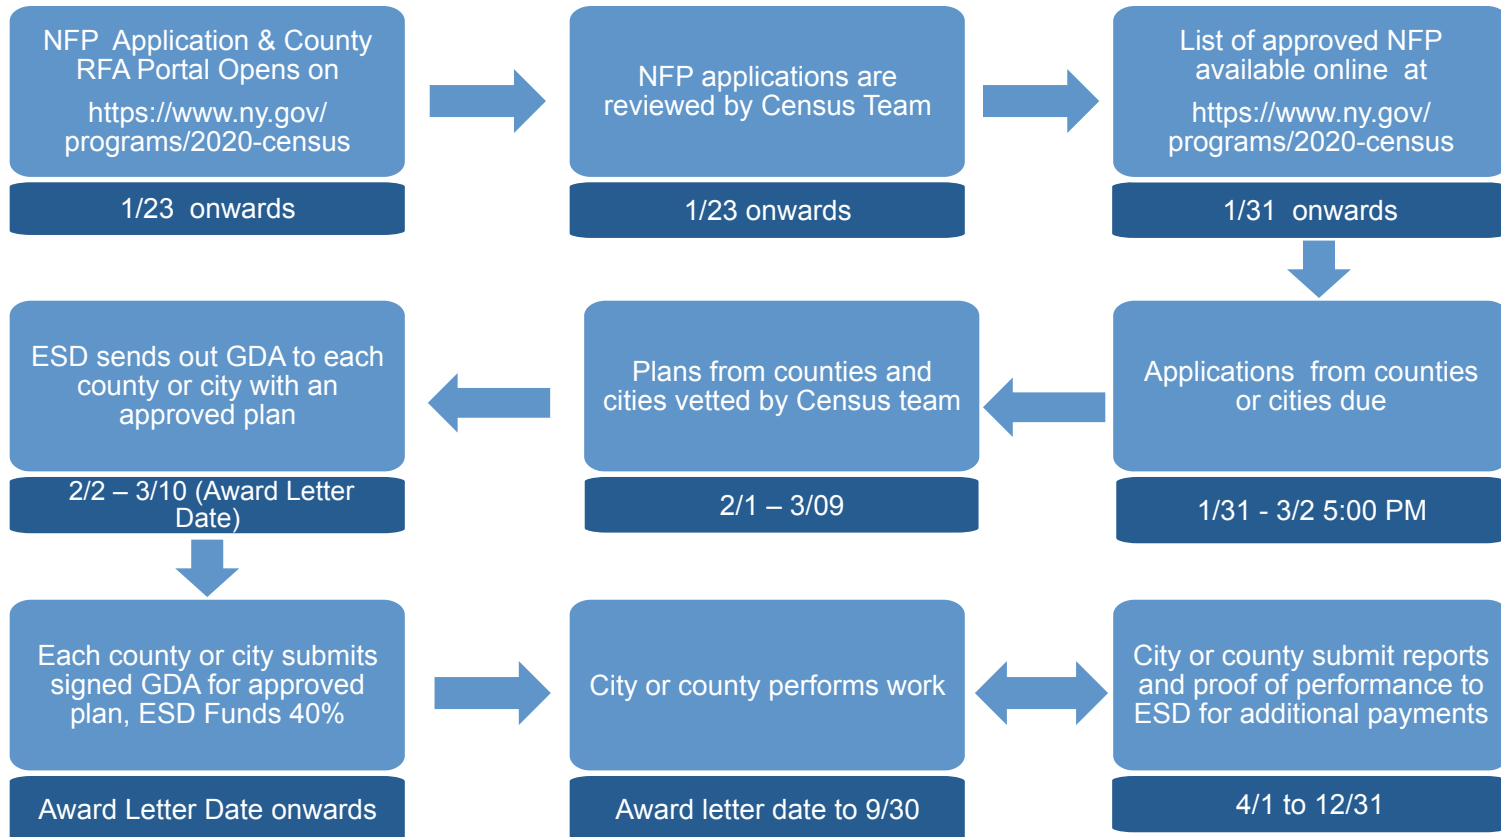 NFP Application & County
RFA Portal Opens on
https://www.ny.gov/
programs/2020-census
1/23 onwards
NFP applications are
reviewed by Census Team
1/23 onwards
List of approved NFP
available online at
https://www.ny.gov/
programs/2020-census
1/31 onwards
Applications from counties
or cities due
1/31 - 3/2 5:00 PM
Plans from counties and
cities vetted by Census team
2/1 – 3/09
ESD sends out GDA to each
county or city with an
approved plan
2/2 – 3/10 (Award Letter
Date)
Each county or city submits
signed GDA for approved
plan, ESD Funds 40%
Award Letter Date onwards
City or county performs work
Award letter date to 9/30
City or county submit reports
and proof of performance to
ESD for additional payments
4/1 to 12/31